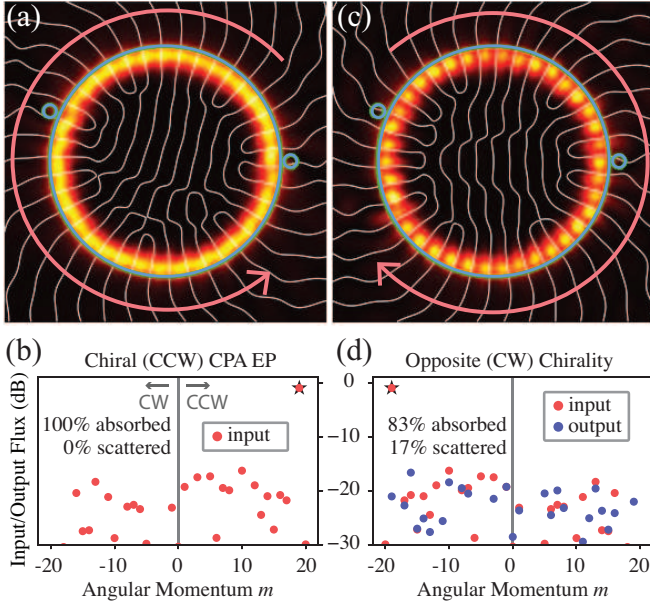 (a)
(c)
(b)
Chiral (CCW) CPA EP
(d)
Opposite (CW) Chirality
Input/Output Flux (dB)
CW
CCW
100% absorbed
0% scattered
input
0
-10
-20
-30
83% absorbed
17% scattered
input
output
-20
-10
0
10
20
-20
-10
0
10
20
Angular Momentum m
Angular Momentum m